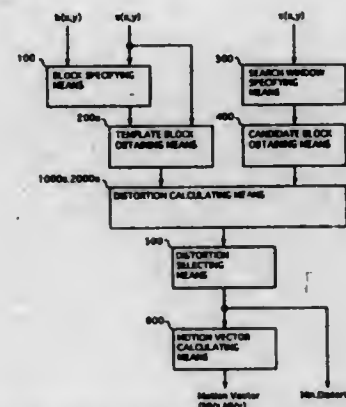 100
BLOCK SPECIFYING
MEANS
300
SEARCH WINDOW
SPECIFYING
MEANS
200a
TEMPLATE BLOCK
OBTAINING MEANS
400
CANDIDATE BLOCK
OBTAINING MEANS
1000a,2000a
DISTORTION CALCULATING MEANS
500
DISTORTION
SELECTING
MEANS
600
MOTION VECTOR
CALCULATING
MEANS
Motion Vector